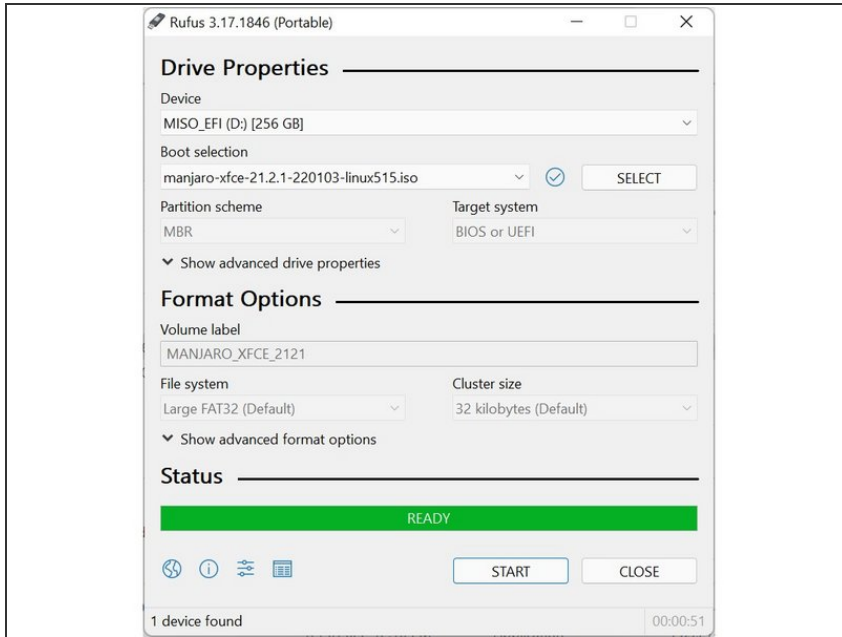 Rufus 3.17.1846 (Portable)
Drive Properties
Device
MISO_EFI (D:) [256 GB]
Boot selection
manjaro-xfce-21.2.1-220103-linux515.iso
SELECT
Partition scheme
Target system
MBR
BIOS or UEFI
Show advanced drive properties
Format Options
Volume label
MANJARO_XFCE_2121
File system
Cluster size
Large FAT32 (Default)
32 kilobytes (Default)
Show advanced format options
Status
READY
START
CLOSE
1 device found
00:00:51